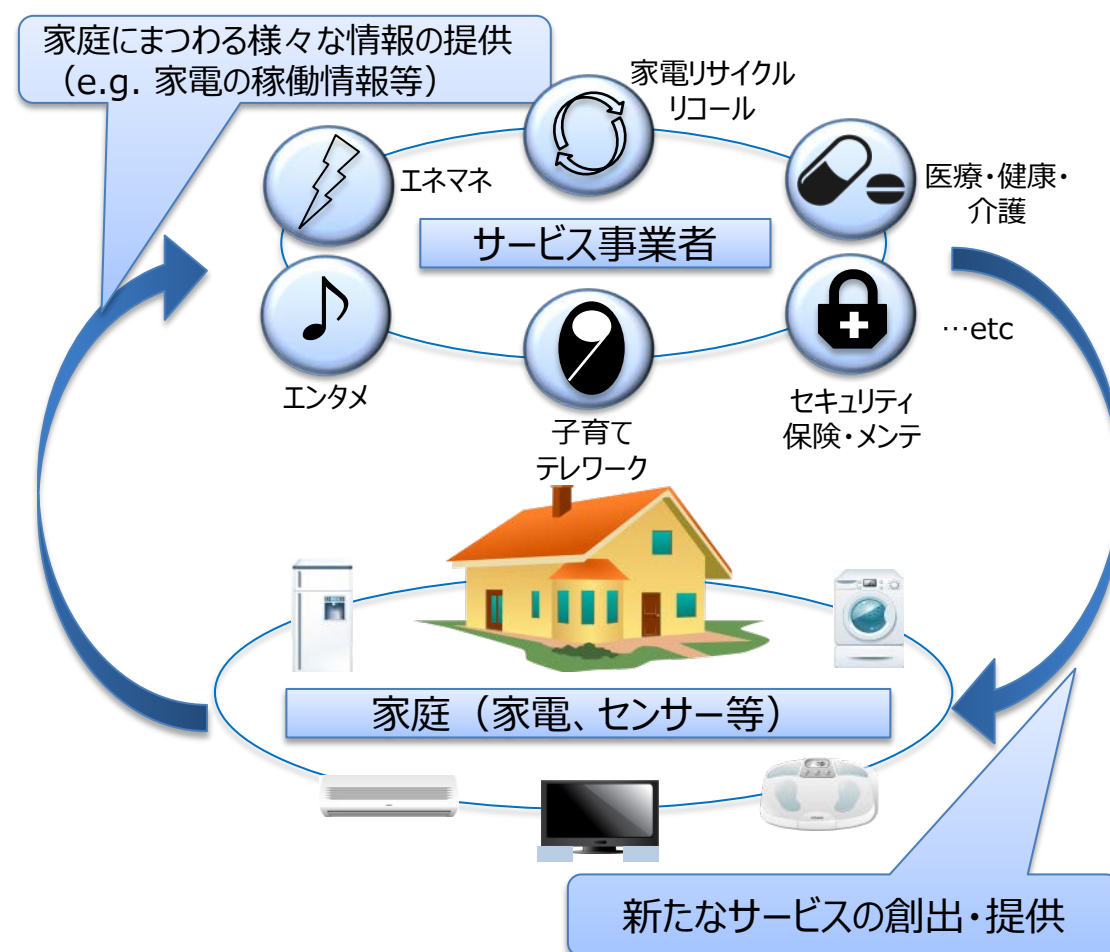 家庭にまつわる様々な情報の提供
（e.g. 家電の稼働情報等）
家電リサイクル
リコール
エネマネ
医療・健康・
介護
サービス事業者
…etc
エンタメ
セキュリティ
保険・メンテ
子育て
テレワーク
家庭（家電、センサー等）
新たなサービスの創出・提供